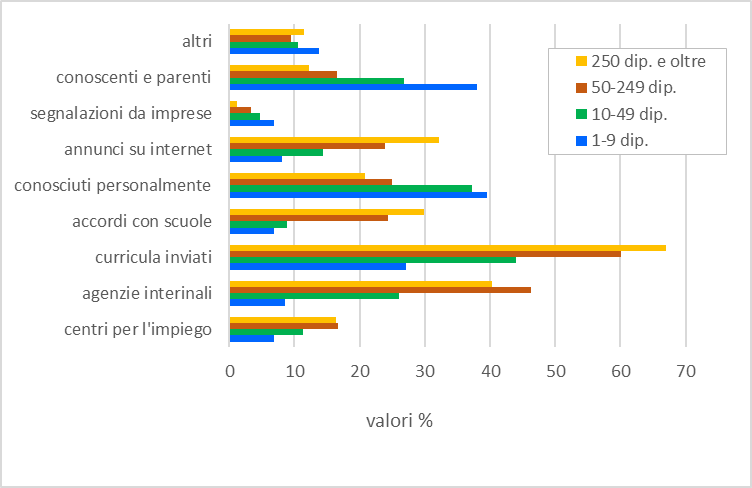 altri
conoscenti e parenti
segnalazioni da imprese
annunci su internet
conosciuti personalmente
accordi con scuole
curricula inviati
agenzie interinali
centri per l'impiego
250 dip. e oltre
50-249 dip.
10-49 dip.
1-9 dip.
0 10 20 30 40 50 60 70
valori %